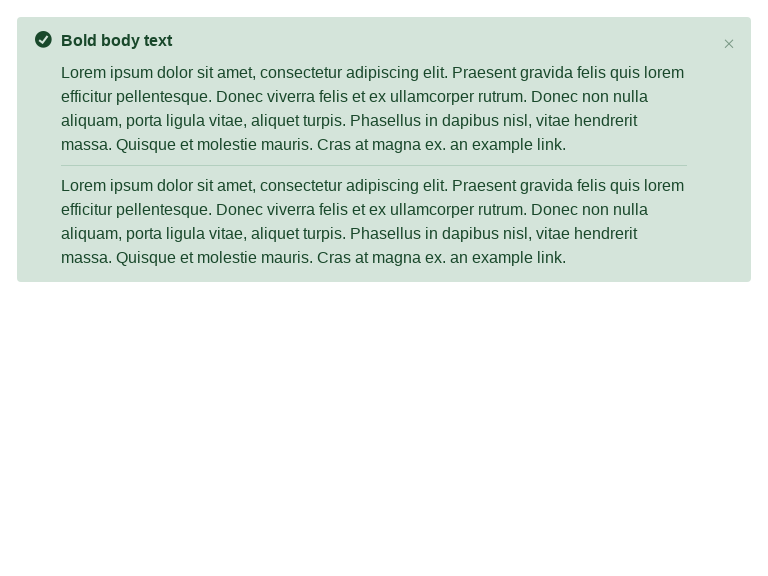 Bold body text
×
Lorem ipsum dolor sit amet, consectetur adipiscing elit. Praesent gravida felis quis lorem
efficitur pellentesque. Donec viverra felis et ex ullamcorper rutrum. Donec non nulla
aliquam, porta ligula vitae, aliquet turpis. Phasellus in dapibus nisl, vitae hendrerit
massa. Quisque et molestie mauris. Cras at magna ex. an example link.
Lorem ipsum dolor sit amet, consectetur adipiscing elit. Praesent gravida felis quis lorem
efficitur pellentesque. Donec viverra felis et ex ullamcorper rutrum. Donec non nulla
aliquam, porta ligula vitae, aliquet turpis. Phasellus in dapibus nisl, vitae hendrerit
massa. Quisque et molestie mauris. Cras at magna ex. an example link.